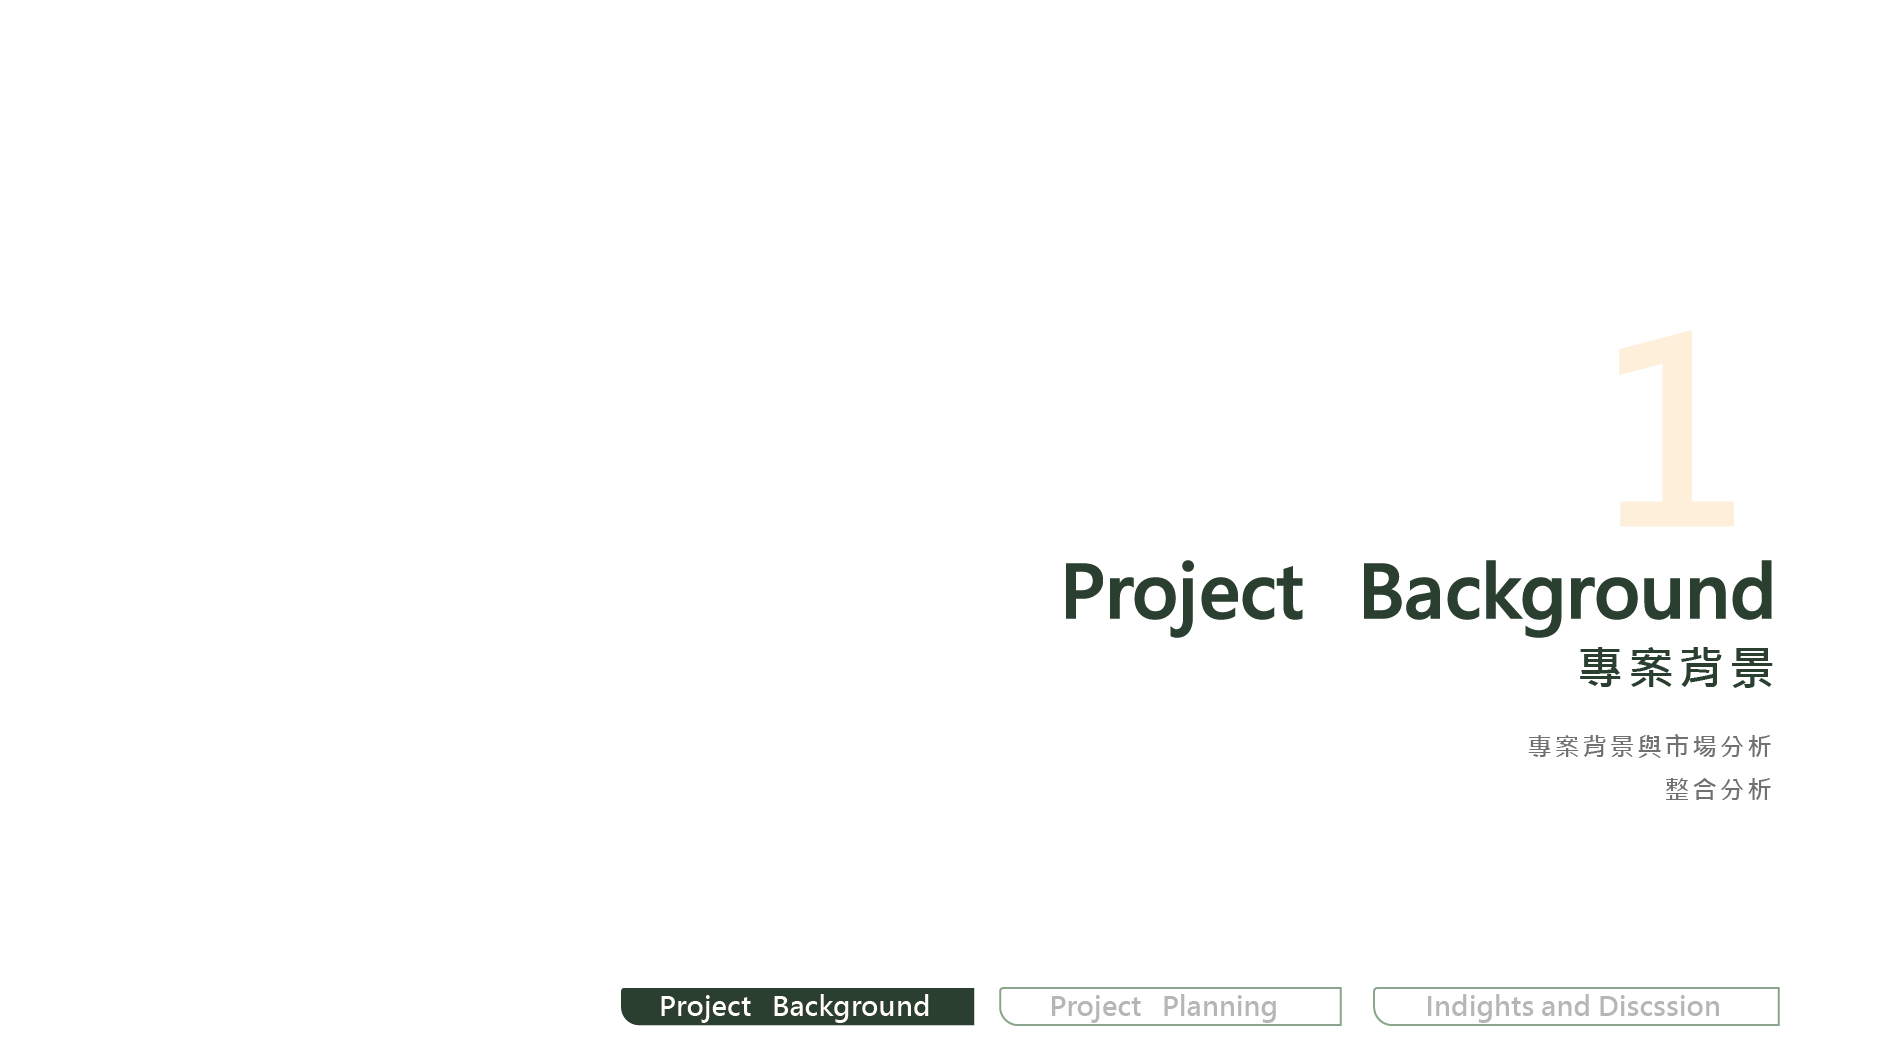 1
Project Background
專案背景
專案背景與市場分析
整合分析
Project Background
Project Planning
Indights and Discssion